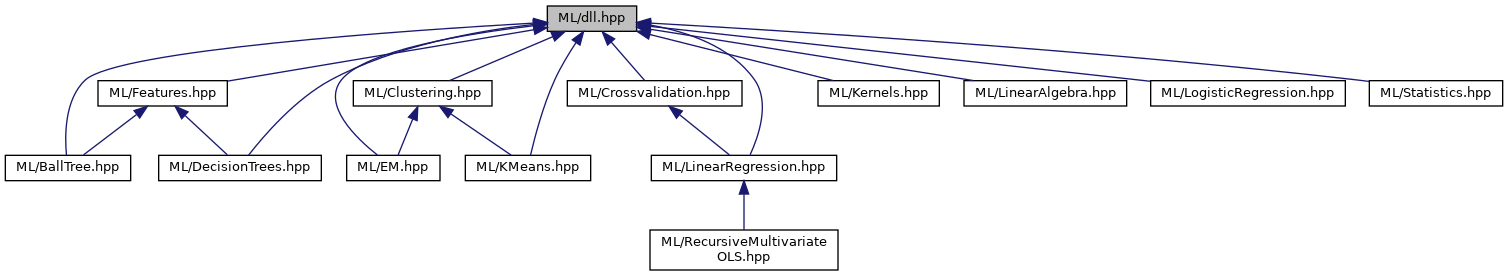 ML/dll.hpp
ML/Features.hpp
ML/Clustering.hpp
ML/Crossvalidation.hpp
ML/Kernels.hpp
ML/LinearAlgebra.hpp
ML/LogisticRegression.hpp
ML/Statistics.hpp
ML/BallTree.hpp
ML/DecisionTrees.hpp
ML/EM.hpp
ML/KMeans.hpp
ML/LinearRegression.hpp
ML/RecursiveMultivariate
OLS.hpp